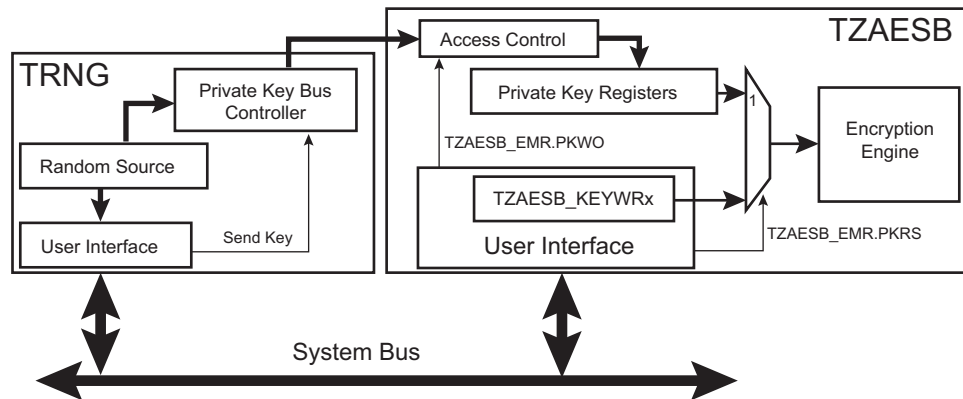 TRNG
Private Key Bus
Controller
Random Source
User Interface
Send Key
TZAESB
Access Control
Private Key Registers
1
Encryption
Engine
TZAESB_EMR.PKWO
TZAESB_KEYWRx
User Interface
TZAESB_EMR.PKRS
System Bus